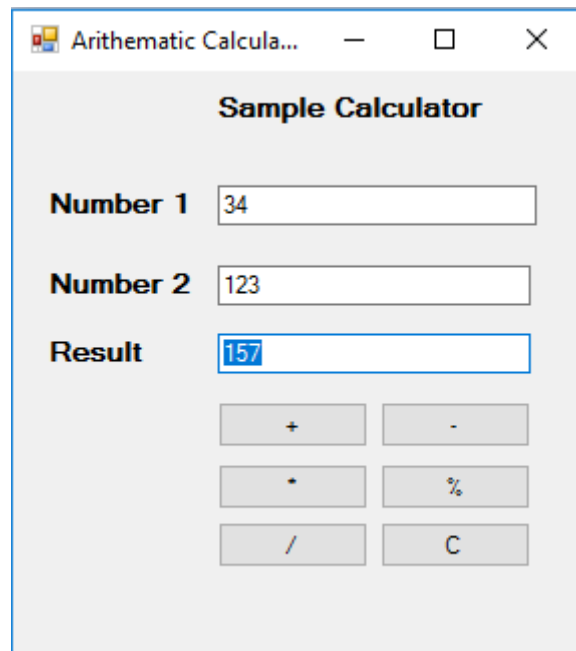 Arithematic Calcula...
Sample Calculator
Number 1 34
Number 2 123
Result 157
+ -
* %
/ C